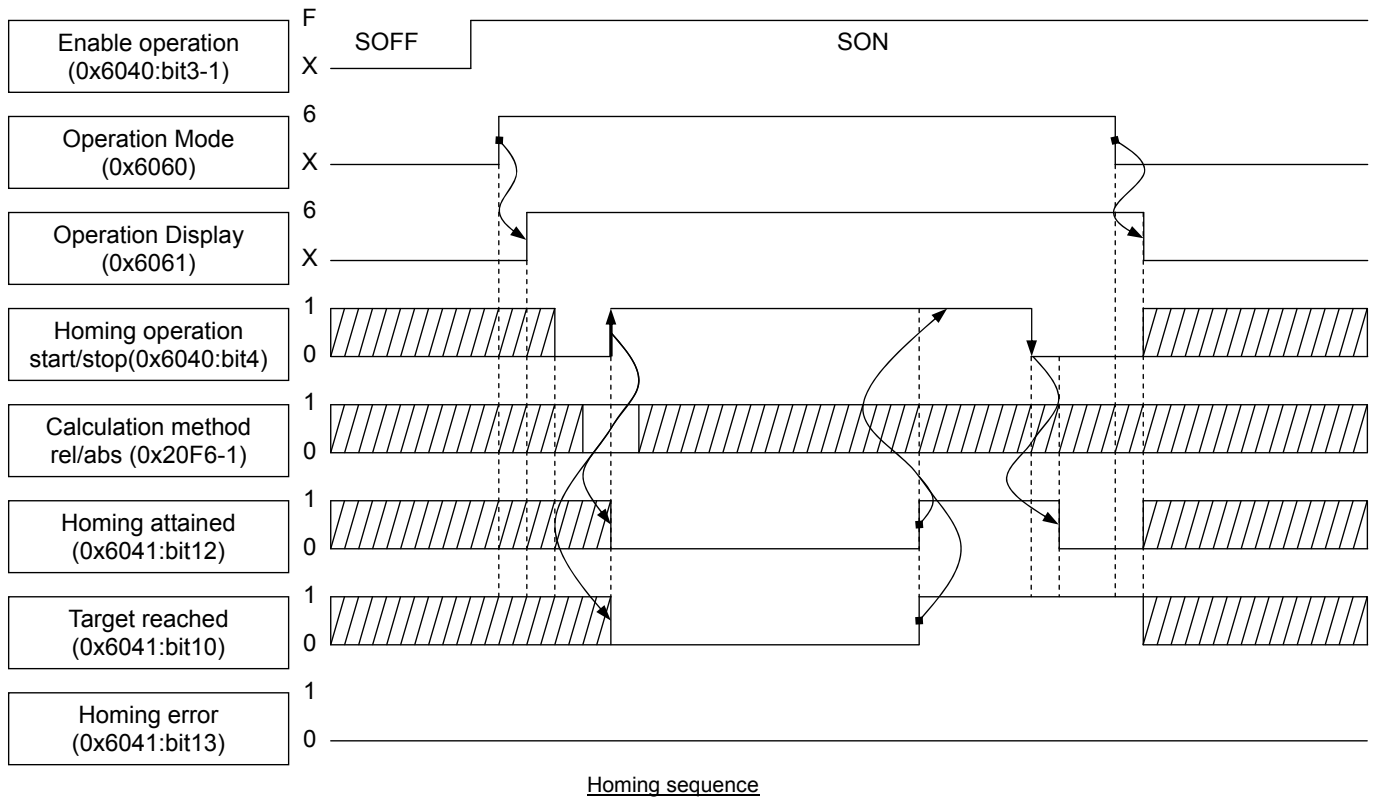 F
SOFF
SON
Enable operation
(0x6040:bit3-1)
X
6
Operation Mode
(0x6060)
X
6
Operation Display
(0x6061)
X
1
Homing operation
start/stop(0x6040:bit4)
0
1
Calculation method
rel/abs (0x20F6-1)
0
1
Homing attained
(0x6041:bit12)
0
1
Target reached
(0x6041:bit10)
0
1
Homing error
(0x6041:bit13)
0
Homing sequence